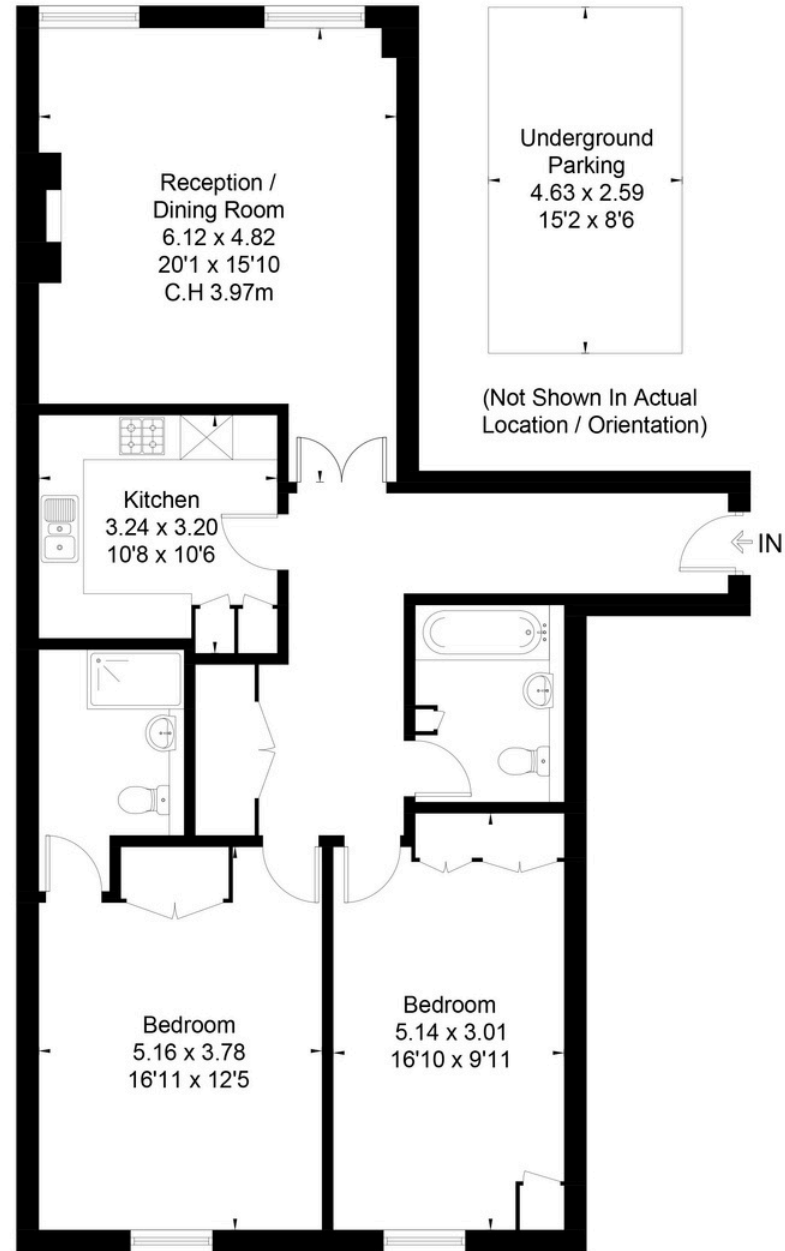 Reception /
Dining Room
6.12 x 4.82
20'1 x 15'10
C.H 3.97m
Underground
Parking
4.63 x 2.59
15'2 x 8'6
(Not Shown In Actual
Location / Orientation)
Kitchen
3.24 x 3.20
10'8 x 10'6
IN
Bedroom
5.16 x 3.78
16'11 x 12'5
Bedroom
5.14 x 3.01
16'10 x 9'11